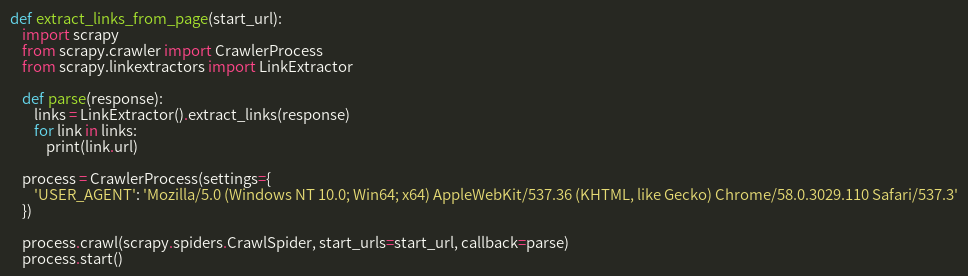 def extract_links_from_page(start_url):
    import scrapy
    from scrapy.crawler import CrawlerProcess
    from scrapy.linkextractors import LinkExtractor

    def parse(response):
        links = LinkExtractor().extract_links(response)
        for link in links:
            print(link.url)

    process = CrawlerProcess(settings={
        'USER_AGENT': 'Mozilla/5.0 (Windows NT 10.0; Win64; x64) AppleWebKit/537.36 (KHTML, like Gecko) Chrome/58.0.3029.110 Safari/537.3'
    })

    process.crawl(scrapy.spiders.CrawlSpider, start_urls=start_url, callback=parse)
    process.start()